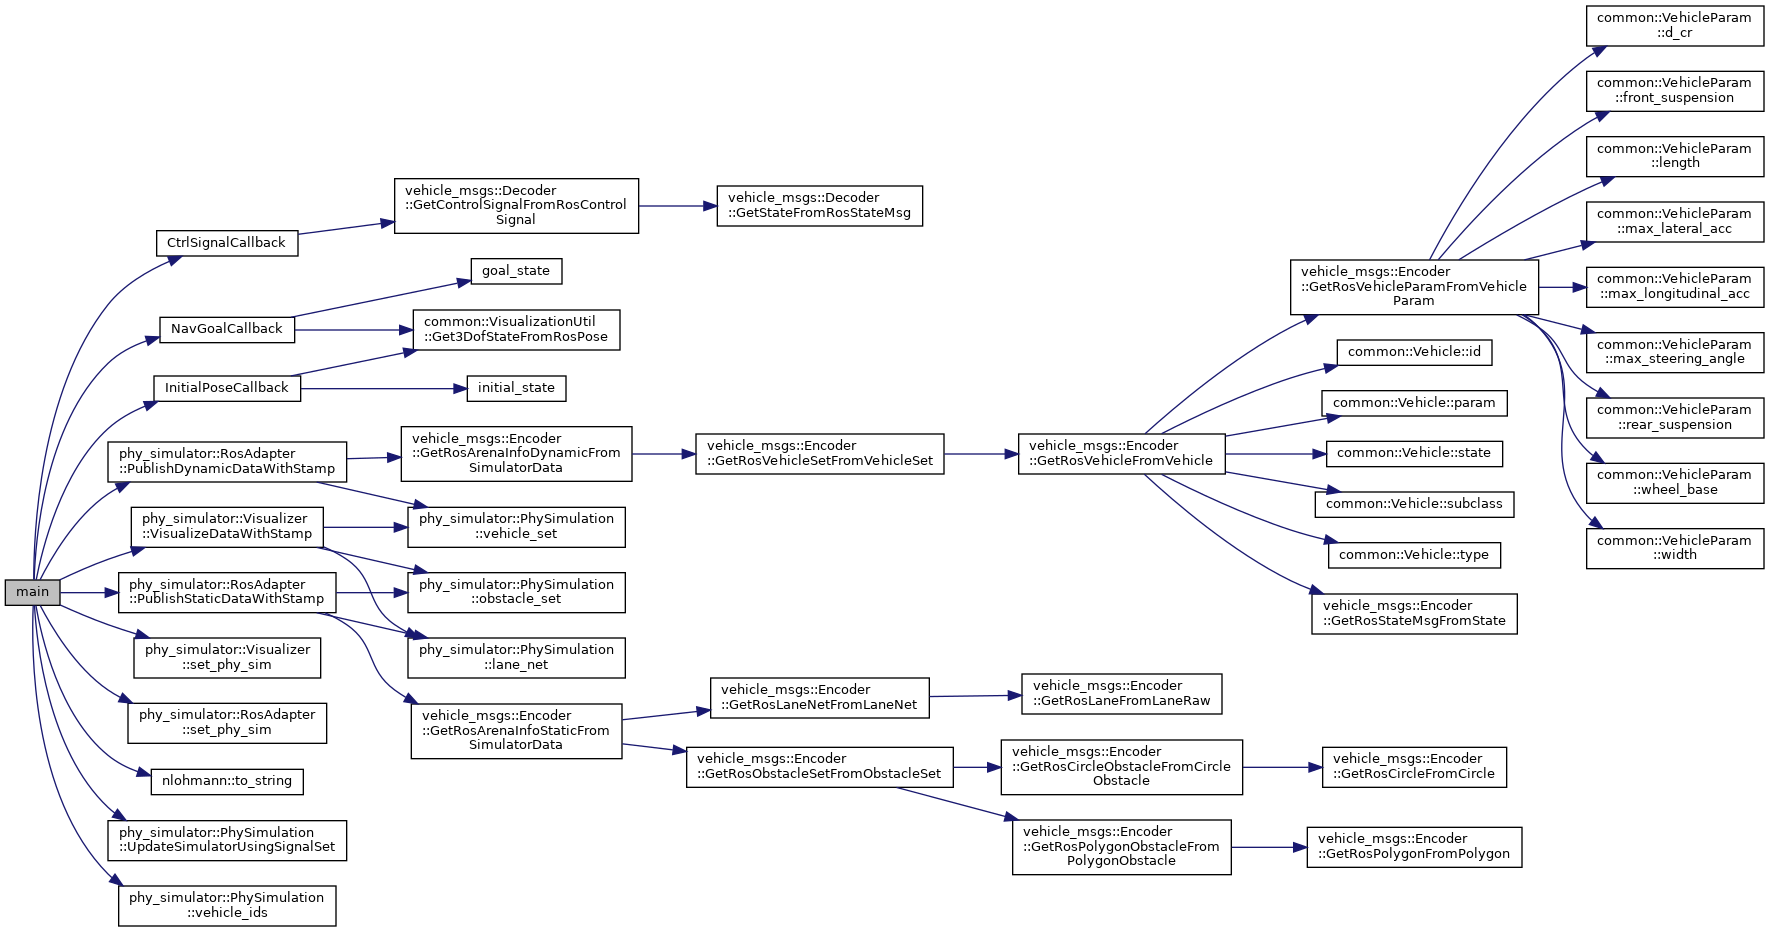 main
CtrlSignalCallback
NavGoalCallback
InitialPoseCallback
phy_simulator::RosAdapter
::PublishDynamicDataWithStamp
phy_simulator::Visualizer
::VisualizeDataWithStamp
phy_simulator::RosAdapter
::PublishStaticDataWithStamp
phy_simulator::Visualizer
::set_phy_sim
phy_simulator::RosAdapter
::set_phy_sim
nlohmann::to_string
phy_simulator::PhySimulation
::UpdateSimulatorUsingSignalSet
phy_simulator::PhySimulation
::vehicle_ids
vehicle_msgs::Decoder
::GetControlSignalFromRosControl
Signal
goal_state
common::VisualizationUtil
::Get3DofStateFromRosPose
initial_state
vehicle_msgs::Encoder
::GetRosArenaInfoDynamicFrom
SimulatorData
phy_simulator::PhySimulation
::vehicle_set
phy_simulator::PhySimulation
::obstacle_set
phy_simulator::PhySimulation
::lane_net
vehicle_msgs::Encoder
::GetRosArenaInfoStaticFrom
SimulatorData
vehicle_msgs::Decoder
::GetStateFromRosStateMsg
vehicle_msgs::Encoder
::GetRosVehicleSetFromVehicleSet
vehicle_msgs::Encoder
::GetRosLaneNetFromLaneNet
vehicle_msgs::Encoder
::GetRosObstacleSetFromObstacleSet
vehicle_msgs::Encoder
::GetRosVehicleFromVehicle
vehicle_msgs::Encoder
::GetRosLaneFromLaneRaw
vehicle_msgs::Encoder
::GetRosCircleObstacleFromCircle
Obstacle
vehicle_msgs::Encoder
::GetRosPolygonObstacleFrom
PolygonObstacle
vehicle_msgs::Encoder
::GetRosVehicleParamFromVehicle
Param
common::Vehicle::id
common::Vehicle::param
common::Vehicle::state
common::Vehicle::subclass
common::Vehicle::type
vehicle_msgs::Encoder
::GetRosStateMsgFromState
vehicle_msgs::Encoder
::GetRosCircleFromCircle
vehicle_msgs::Encoder
::GetRosPolygonFromPolygon
common::VehicleParam
::d_cr
common::VehicleParam
::front_suspension
common::VehicleParam
::length
common::VehicleParam
::max_lateral_acc
common::VehicleParam
::max_longitudinal_acc
common::VehicleParam
::max_steering_angle
common::VehicleParam
::rear_suspension
common::VehicleParam
::wheel_base
common::VehicleParam
::width